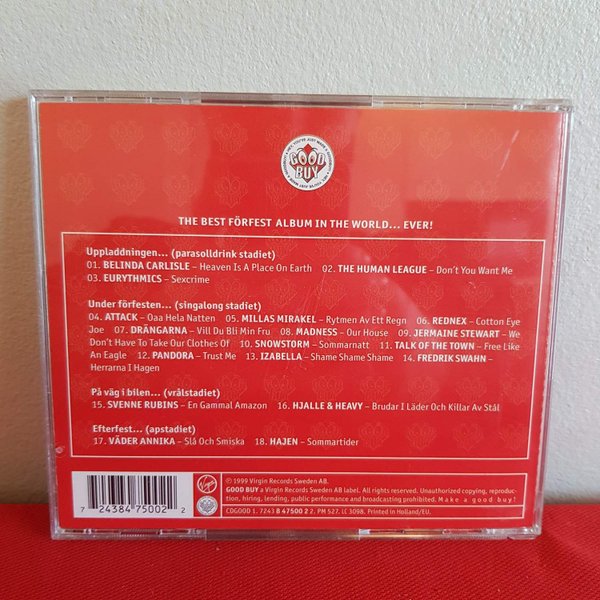 GOOD
BUY
THE BEST FÖRFEST ALBUM IN THE WORLD... EVER!
Uppladdningen... (parasolldrink stadiet)
01. BELINDA CARLISLE – Heaven Is A Place On Earth 02. THE HUMAN LEAGUE – Don't You Want Me
03. EURYTHMICS – Sexcrime
Under förfesten... (singalong stadiet)
04. ATTACK – Ooa Hela Natten 05. MILLAS MIRAKEL – Rytmen Av Ett Regn 06. REDNEX – Cotton Eye
Joe 07. DRÄNGARNA – Vill Du Bli Min Fru 08. MADNESS – Our House 09. JERMAINE STEWART – We
Don't Have To Take Our Clothes Of 10. SNOWSTORM – Sommarnatt 11. TALK OF THE TOWN – Free Like
An Eagle 12. PANDORA – Trust Me 13. IZABELLA – Shame Shame Shame 14. FREDRIK SWAHN –
Herrarna I Hagen
På väg i bilen... (vrålstadiet)
15. SVENNE RUBINS – En Gammal Amazon 16. HJALLE & HEAVY – Brudar I Läder Och Killar Av Stål
Efterfest... (apstadiet)
17. VÄDER ANNIKA – Slå Och Smiska 18. HAJEN – Sommartider
7 24384 75002 2
Virgin
℗ 1999 Virgin Records Sweden AB.
GOOD BUY a Virgin Records Sweden AB label. All rights reserved. Unauthorized copying, reproduc-
tion, hiring, lending, public performance and broadcasting prohibited. Make a good buy!
CDGOOD 1. 7243 8 47500 2 2. PM 527. LC 3098. Printed in Holland/EU.